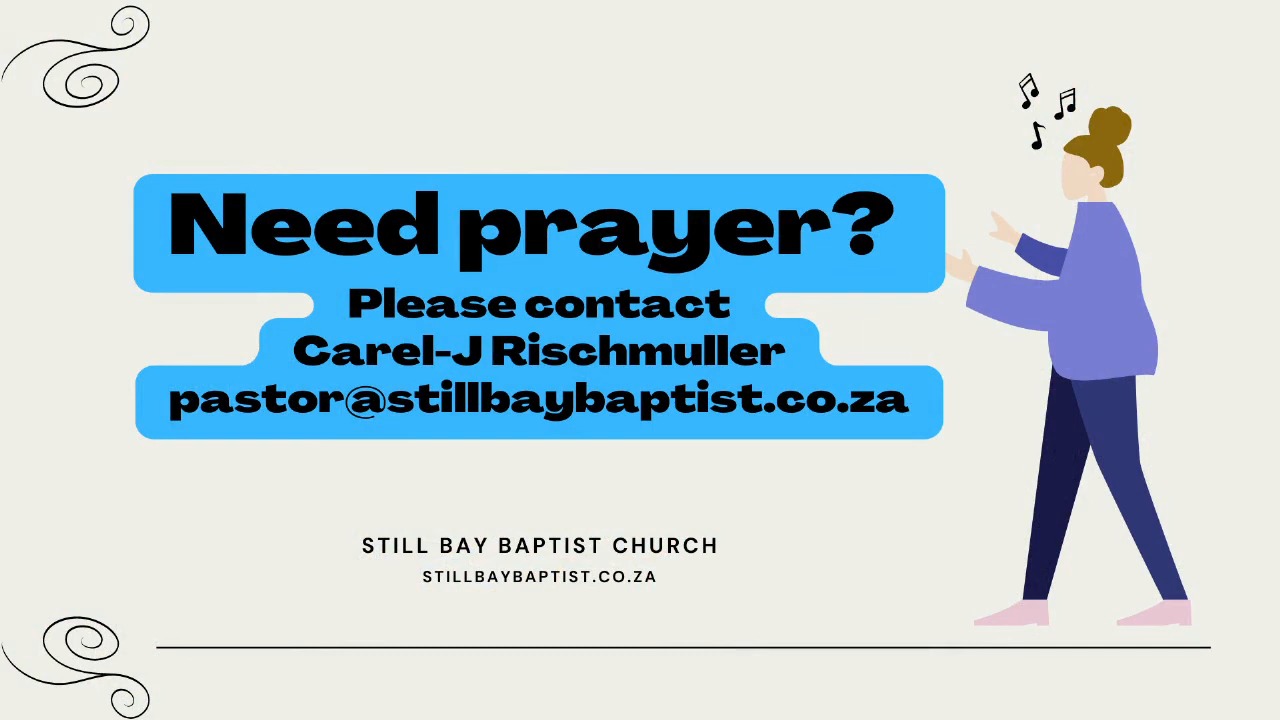 Need prayer?
Please contact
Carel-J Rischmuller
pastor@stillbaybaptist.co.za
STILL BAY BAPTIST CHURCH
STILLBAYBAPTIST.CO.ZA